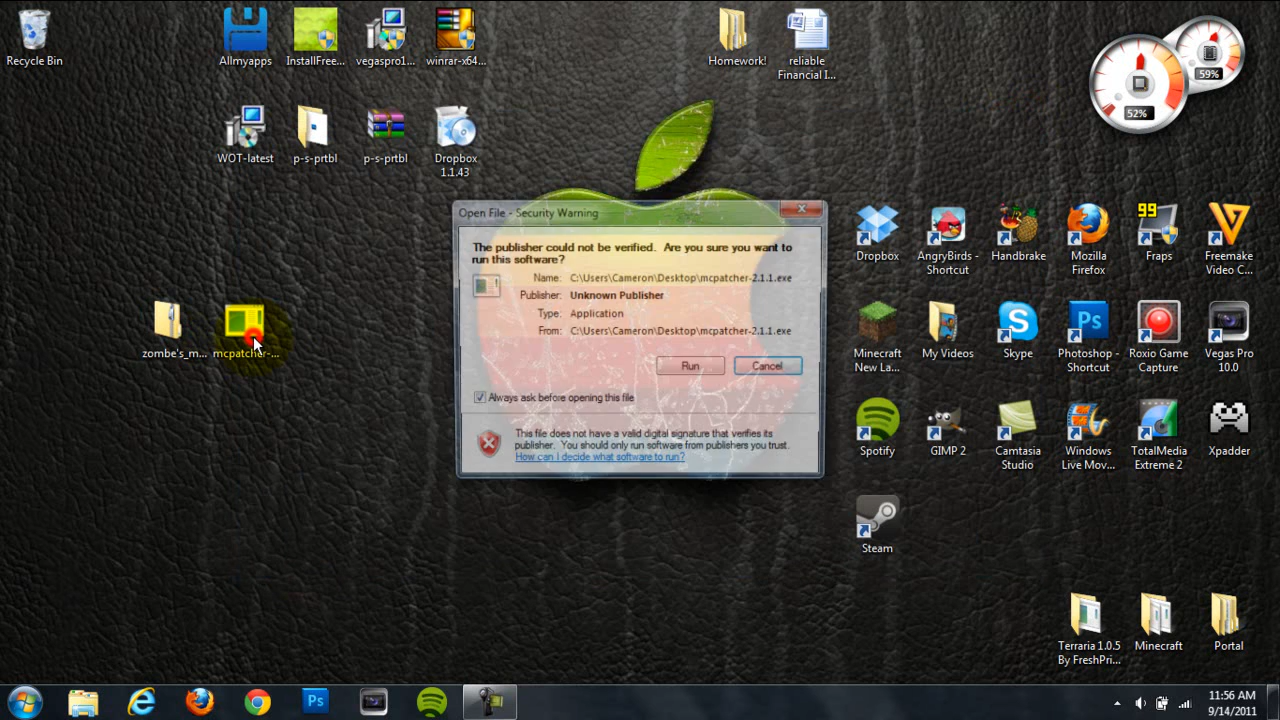 Recycle Bin
Allmyapps
InstallFree...
vegaspro1...
winrar-x64...
Homework!
reliable
Financial I...
59%
52%
WOT-latest
p-s-prtbl
p-s-prtbl
Dropbox
1.1.43
Open File - Security Warning
The publisher could not be verified. Are you sure you want to
run this software?
Name: C:\Users\Cameron\Desktop\mcpatcher-2.1.1.exe
Publisher: Unknown Publisher
Type: Application
From: C:\Users\Cameron\Desktop\mcpatcher-2.1.1.exe
Run
Cancel
Always ask before opening this file
This file does not have a valid digital signature that verifies its
publisher. You should only run software from publishers you trust.
How can I decide what software to run?
zombe's_m...
mcpatcher-...
Dropbox
AngryBirds -
Shortcut
Handbrake
Mozilla
Firefox
99
Fraps
Freemake
Video C...
Minecraft
New La...
My Videos
Skype
Ps
Photoshop -
Shortcut
Roxio Game
Capture
Vegas Pro
10.0
Spotify
GIMP 2
Camtasia
Studio
Windows
Live Mov...
TotalMedia
Extreme 2
Xpadder
Steam
Terraria 1.0.5
By FreshPri...
Minecraft
Portal
Ps
11:56 AM
9/14/2011